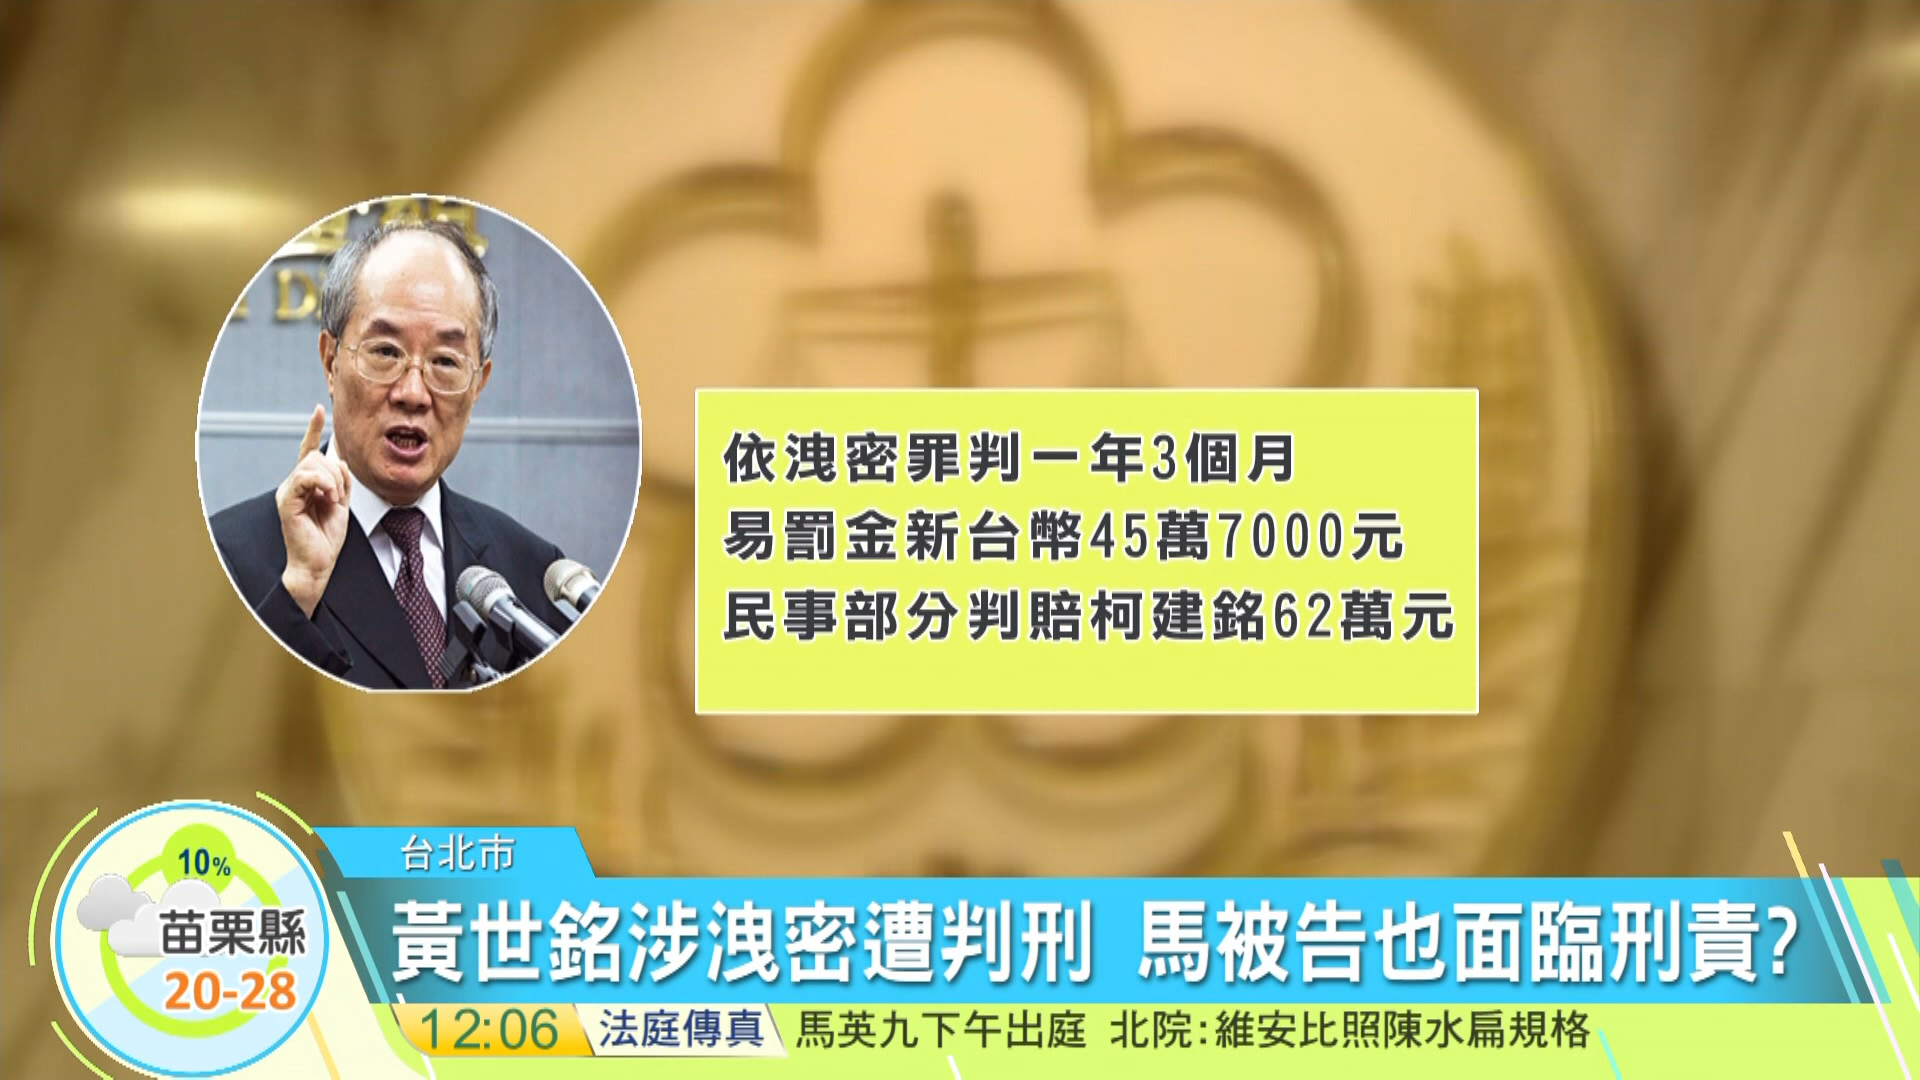 D
依洩密罪判一年3個月
易罰金新台幣45萬7000元
民事部分判賠柯建銘62萬元
台北市
10%
苗栗縣
20-28
黃世銘涉洩密遭判刑 馬被告也面臨刑責?
12:06 法庭傳真 馬英九下午出庭 北院:維安比照陳水扁規格